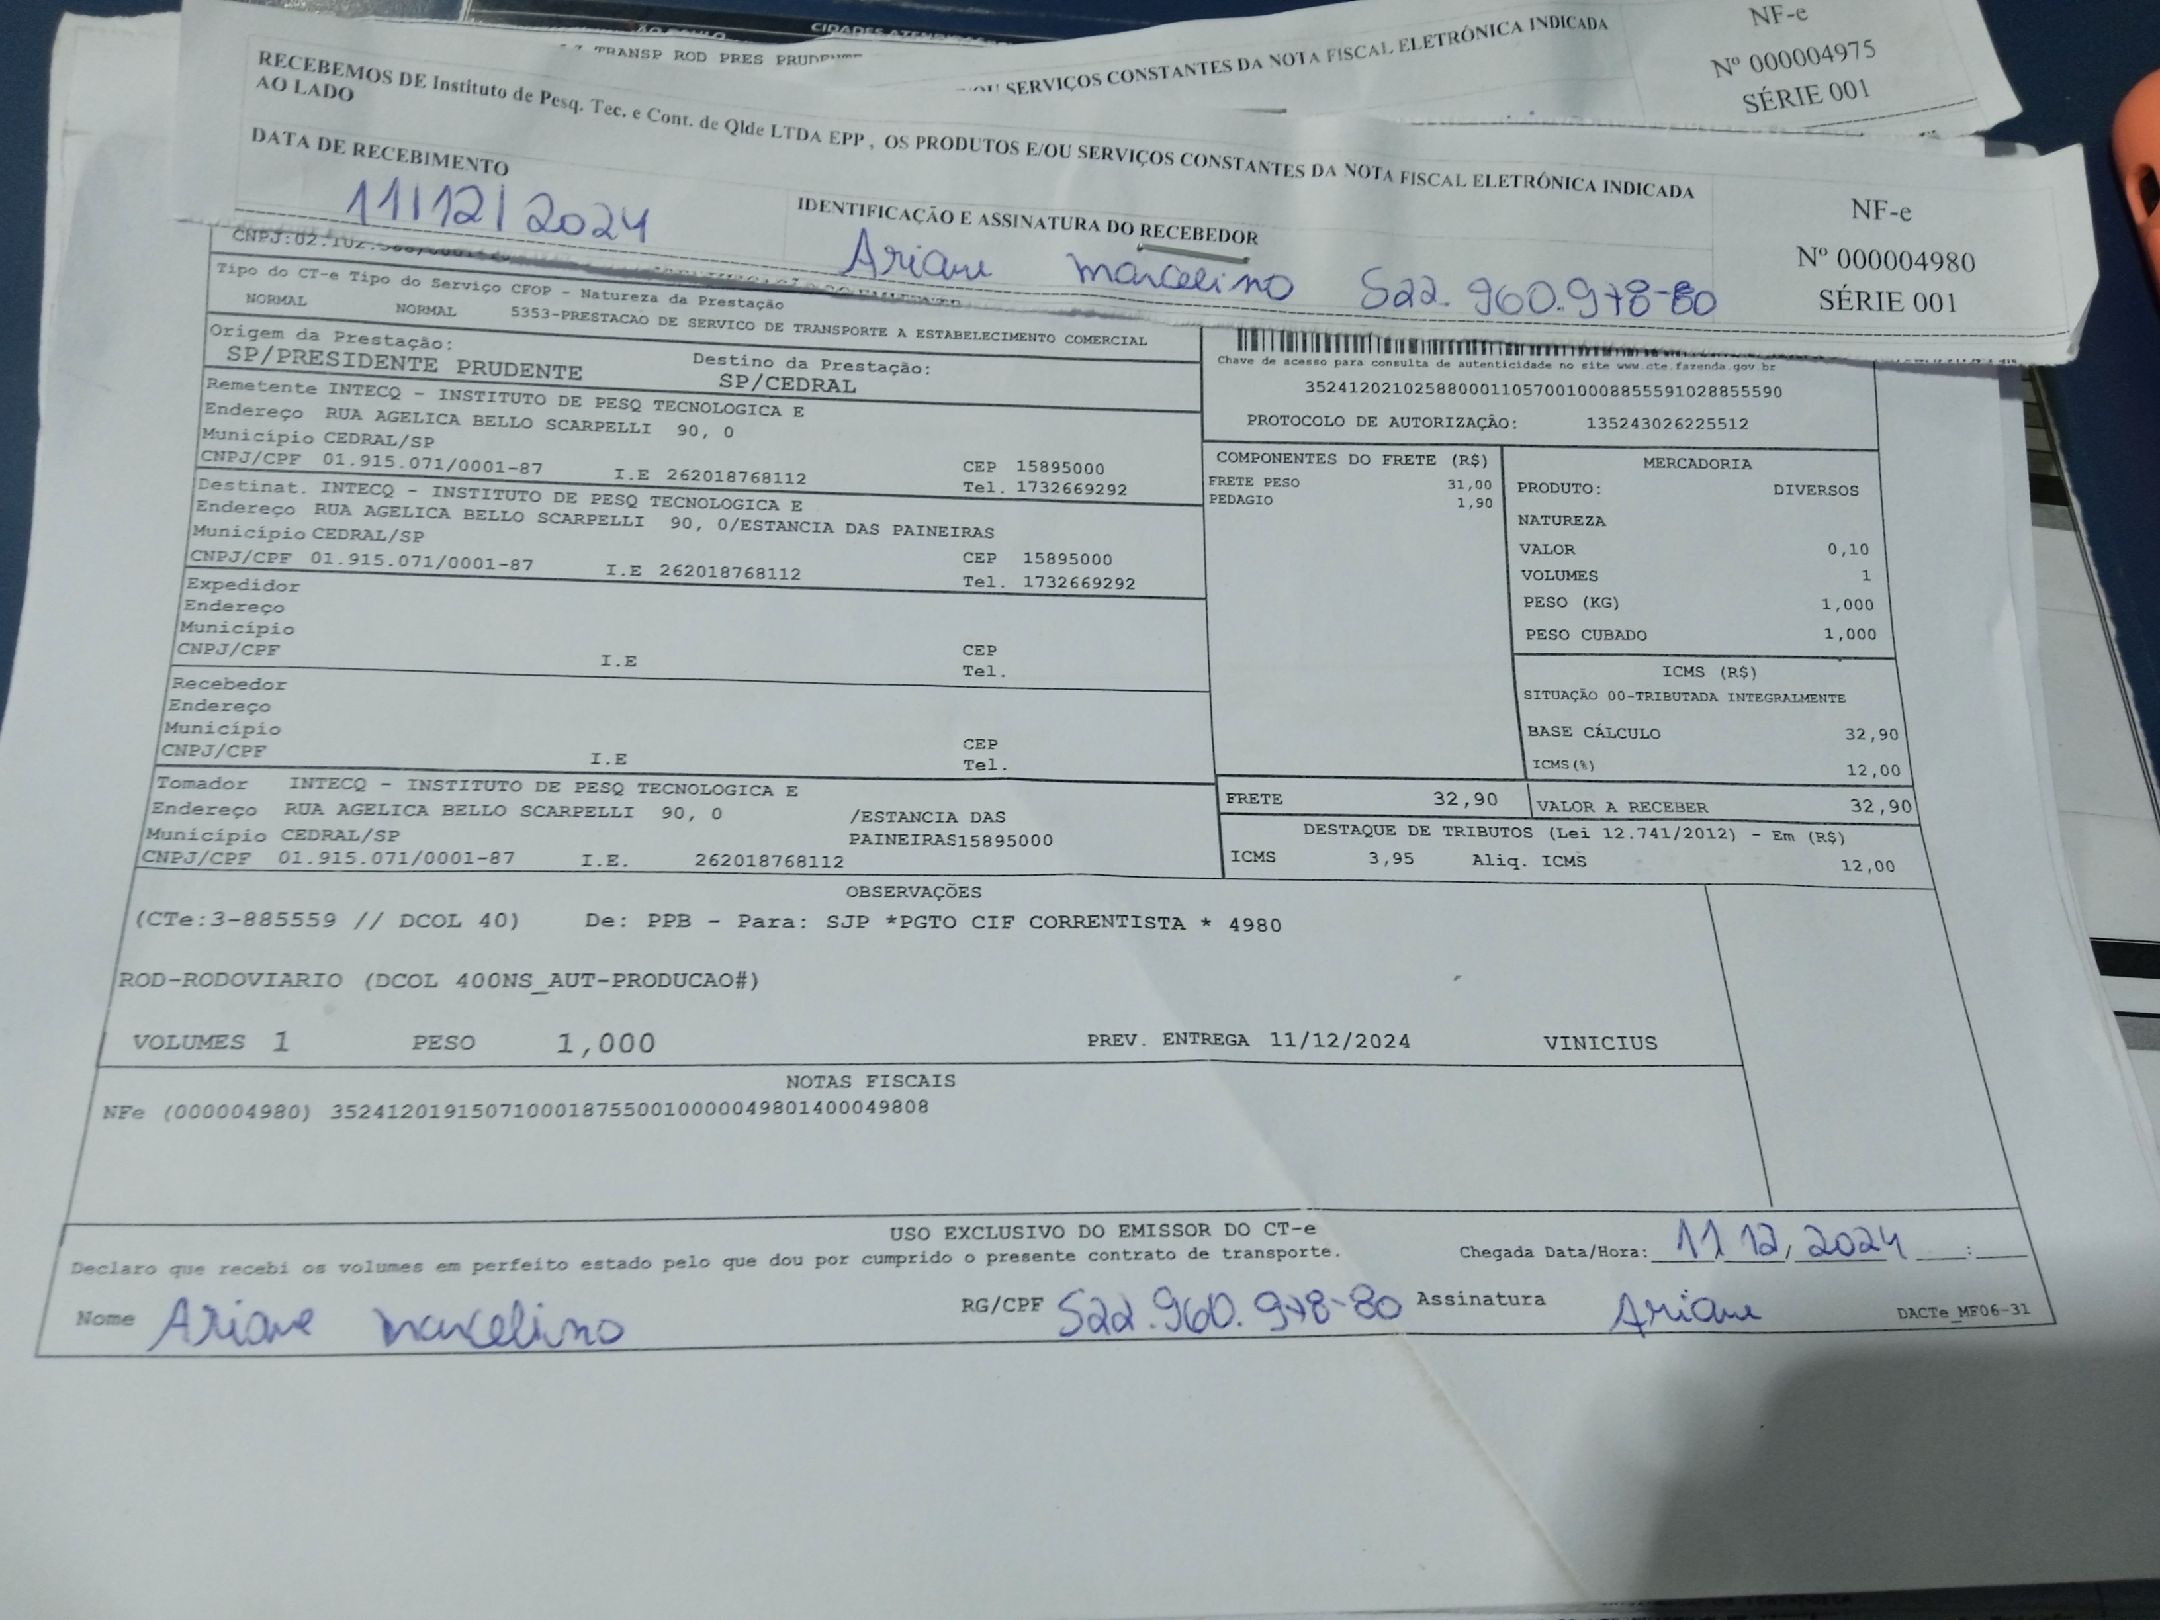 CIDADES
TRANSP ROD PRES
SERVIÇOS CONSTANTES DA NOTA FISCAL ELETRÔNICA INDICADA
NF-e
Nº 000004975
SÉRIE 001
RECEBEMOS DE Instituto de Pesq. Tec. e Cont. de Qlde LTDA EPP , OS PRODUTOS E/OU SERVIÇOS CONSTANTES DA NOTA FISCAL ELETRÔNICA INDICADA
AO LADO
DATA DE RECEBIMENTO
11/12/2024
IDENTIFICAÇÃO E ASSINATURA DO RECEBEDOR
Ariane marcelino 522.960.978-80
NF-e
Nº 000004980
SÉRIE 001
Tipo do CT-e Tipo do Serviço CFOP - Natureza da Prestação
NORMAL NORMAL 5353-PRESTACAO DE SERVICO DE TRANSPORTE A ESTABELECIMENTO COMERCIAL
Origem da Prestação: Destino da Prestação:
SP/PRESIDENTE PRUDENTE SP/CEDRAL
Remetente INTECQ - INSTITUTO DE PESQ TECNOLOGICA E
Endereço RUA AGELICA BELLO SCARPELLI 90, 0
Município CEDRAL/SP CEP 15895000
CNPJ/CPF 01.915.071/0001-87 I.E 262018768112 Tel. 1732669292
Destinat. INTECQ - INSTITUTO DE PESQ TECNOLOGICA E
Endereço RUA AGELICA BELLO SCARPELLI 90, 0/ESTANCIA DAS PAINEIRAS
Município CEDRAL/SP CEP 15895000
CNPJ/CPF 01.915.071/0001-87 I.E 262018768112 Tel. 1732669292
Expedidor
Endereço
Município CEP
CNPJ/CPF I.E Tel.
Recebedor
Endereço
Município CEP
CNPJ/CPF I.E Tel.
Tomador INTECQ - INSTITUTO DE PESQ TECNOLOGICA E
Endereço RUA AGELICA BELLO SCARPELLI 90, 0 /ESTANCIA DAS
Município CEDRAL/SP PAINEIRAS15895000
CNPJ/CPF 01.915.071/0001-87 I.E. 262018768112
Chave de acesso para consulta de autenticidade no site www.cte.fazenda.gov.br
35241202102588000110570010008855591028855590
PROTOCOLO DE AUTORIZAÇÃO: 135243026225512
COMPONENTES DO FRETE (R$)
FRETE PESO 31,00
PEDAGIO 1,90
MERCADORIA
PRODUTO: DIVERSOS
NATUREZA
VALOR 0,10
VOLUMES 1
PESO (KG) 1,000
PESO CUBADO 1,000
ICMS (R$)
SITUAÇÃO 00-TRIBUTADA INTEGRALMENTE
BASE CÁLCULO 32,90
ICMS(%) 12,00
FRETE 32,90 VALOR A RECEBER 32,90
DESTAQUE DE TRIBUTOS (Lei 12.741/2012) - Em (R$)
ICMS 3,95 Aliq. ICMS 12,00
OBSERVAÇÕES
(CTe:3-885559 // DCOL 40) De: PPB - Para: SJP *PGTO CIF CORRENTISTA * 4980
ROD-RODOVIARIO (DCOL 400NS_AUT-PRODUCAO#)
VOLUMES 1 PESO 1,000 PREV. ENTREGA 11/12/2024 VINICIUS
NOTAS FISCAIS
NFe (000004980) 35241201915071000187550010000049801400049808
USO EXCLUSIVO DO EMISSOR DO CT-e
Declaro que recebi os volumes em perfeito estado pelo que dou por cumprido o presente contrato de transporte. Chegada Data/Hora: 11/12/2024 __:__
Nome Ariane marcelino RG/CPF 522.960.978-80 Assinatura Ariane DACTe_MF06-31